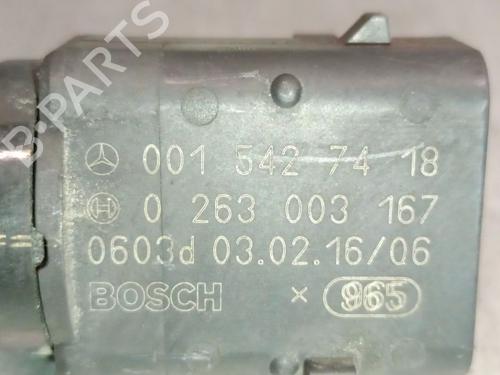 B-PARTS
001 542 74 18
0 263 003 167
0603d 03.02.16/06
BOSCH × 965